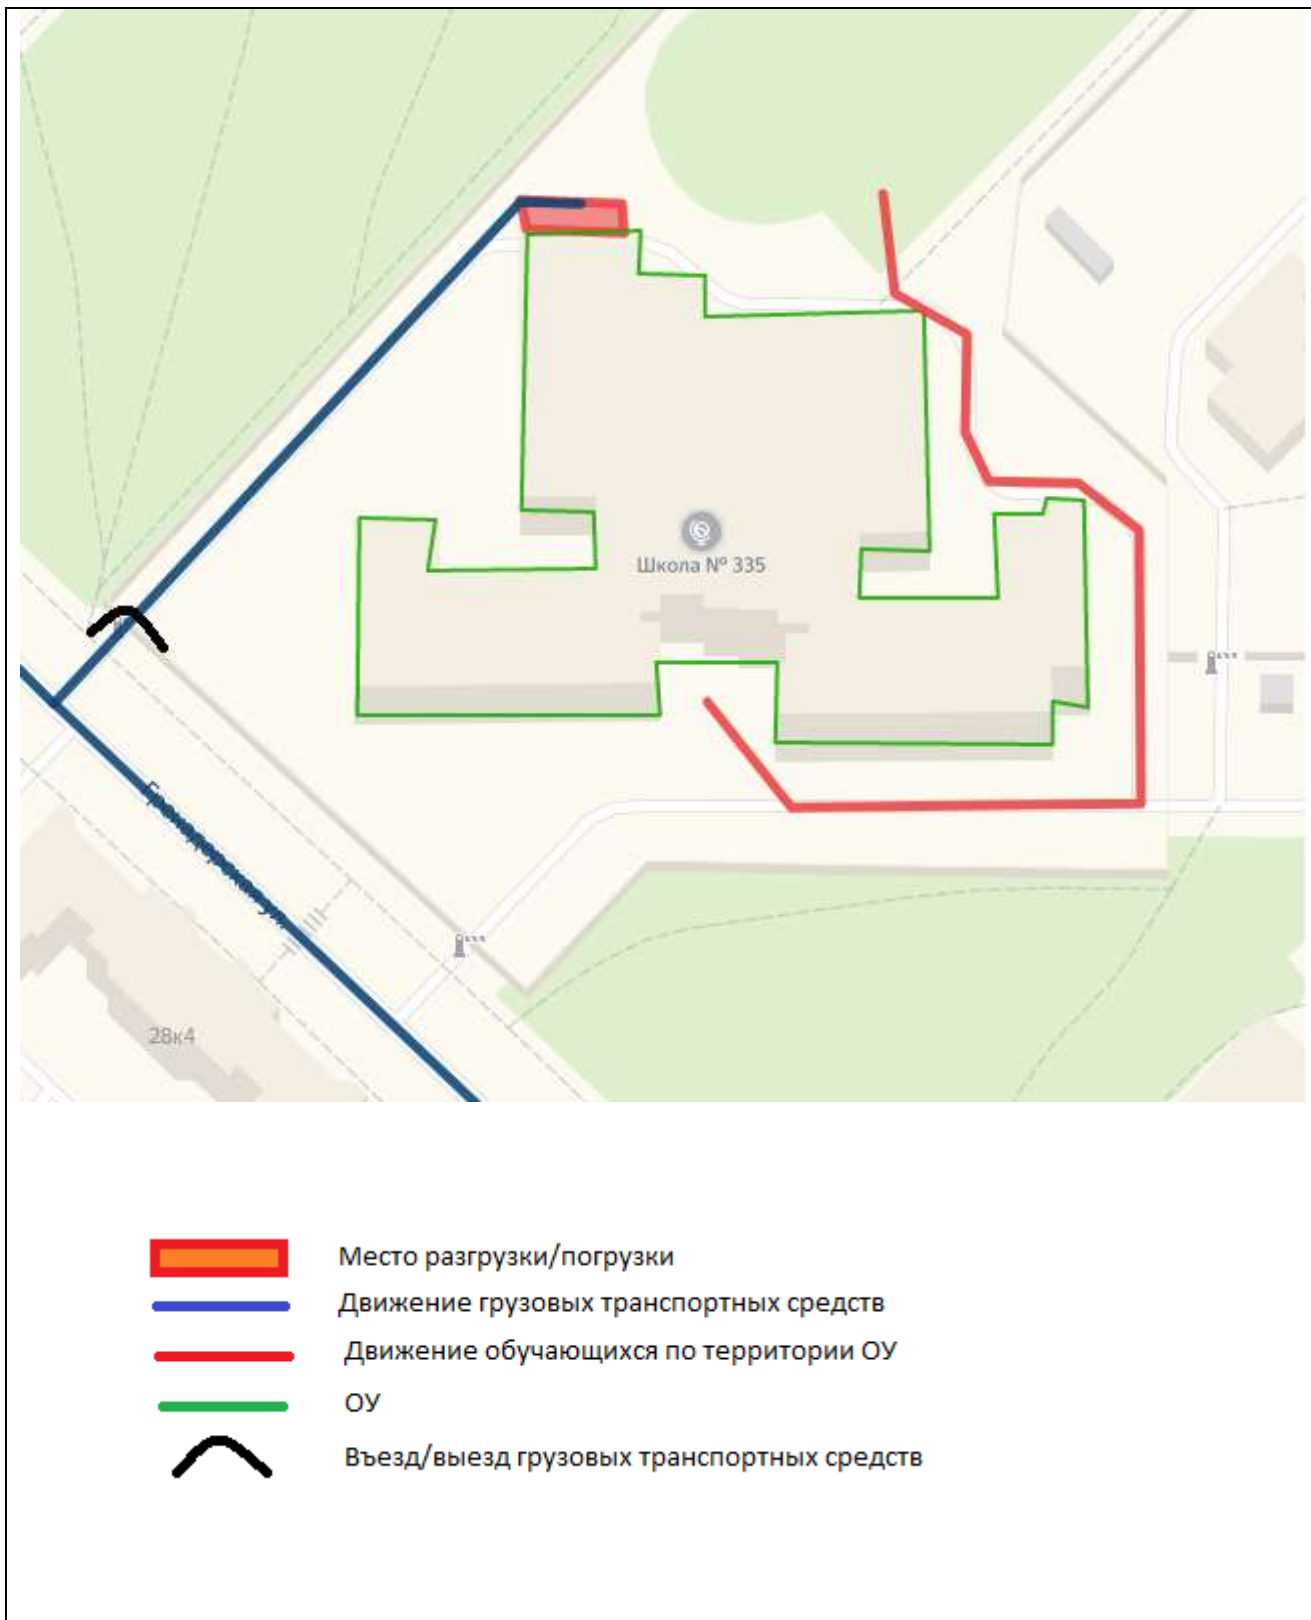 Школа № 335
28к4
Место разгрузки/погрузки
Движение грузовых транспортных средств
Движение обучающихся по территории ОУ
ОУ
Въезд/выезд грузовых транспортных средств